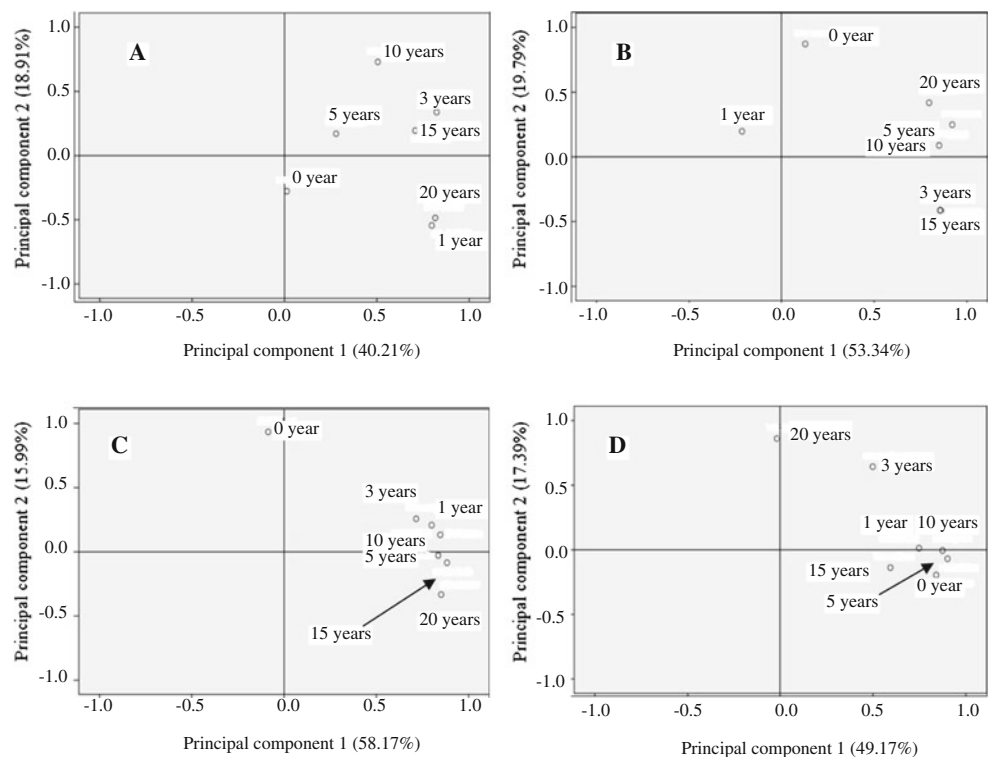 A
1.0
0.5
0.0
-0.5
-1.0
Principal component 2 (18.91%)
10 years
3 years
5 years
15 years
0 year
20 years
1 year
-1.0 -0.5 0.0 0.5 1.0
Principal component 1 (40.21%)
B
1.0
0.5
0.0
-0.5
-1.0
Principal component 2 (19.79%)
0 year
20 years
1 year
5 years
10 years
3 years
15 years
-1.0 -0.5 0.0 0.5 1.0
Principal component 1 (53.34%)
C
1.0
0.5
0.0
-0.5
-1.0
Principal component 2 (15.99%)
0 year
3 years
1 year
10 years
5 years
20 years
15 years
-1.0 -0.5 0.0 0.5 1.0
Principal component 1 (58.17%)
D
1.0
0.5
0.0
-0.5
-1.0
Principal component 2 (17.39%)
20 years
3 years
1 year 10 years
15 years
0 year
5 years
-1.0 -0.5 0.0 0.5 1.0
Principal component 1 (49.17%)